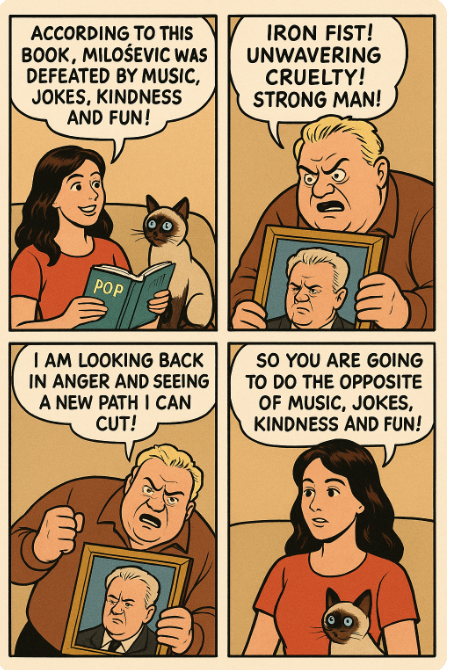 ACCORDING TO THIS
BOOK, MILOŚEVIC WAS
DEFEATED BY MUSIC,
JOKES, KINDNESS
AND FUN!
POP
IRON FIST!
UNWAVERING
CRUELTY!
STRONG MAN!
I AM LOOKING BACK
IN ANGER AND SEEING
A NEW PATH I CAN
CUT!
SO YOU ARE GOING
TO DO THE OPPOSITE
OF MUSIC, JOKES,
KINDNESS AND FUN!